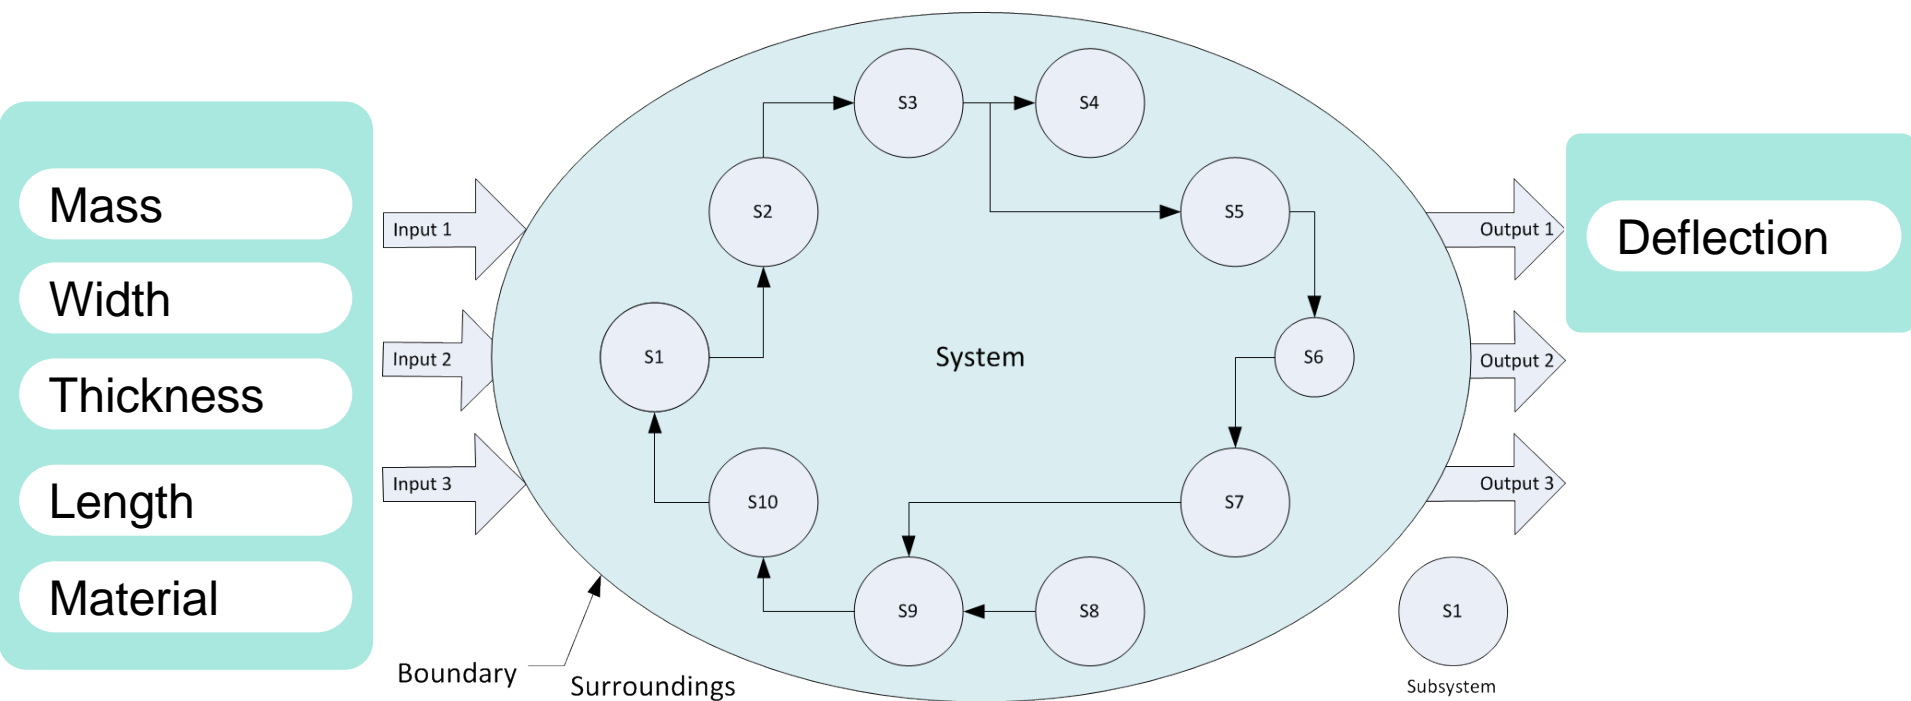 Mass
Width
Thickness
Length
Material
Input 1
Input 2
Input 3
S3
S4
S2
S5
S1
System
S6
S10
S7
S9
S8
Boundary
Surroundings
Output 1
Output 2
Output 3
S1
Subsystem
Deflection